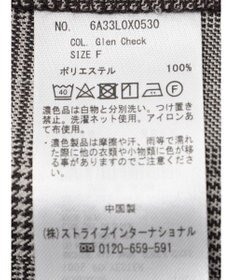 NO. 6A33L0X0530
COL. Glen Check
SIZE F
ポリエステル 100%
40
濃色品は白物と分別洗い。つけ置き
禁止。洗濯ネット使用。アイロンあ
て布使用。
・濃色製品は摩擦や汗、雨等で濡れ
た際に他の衣類や小物に色が移
る事がありますのでご注意くださ
い。
中国製
(株)ストライプインターナショナル
☎ 0120-659-591